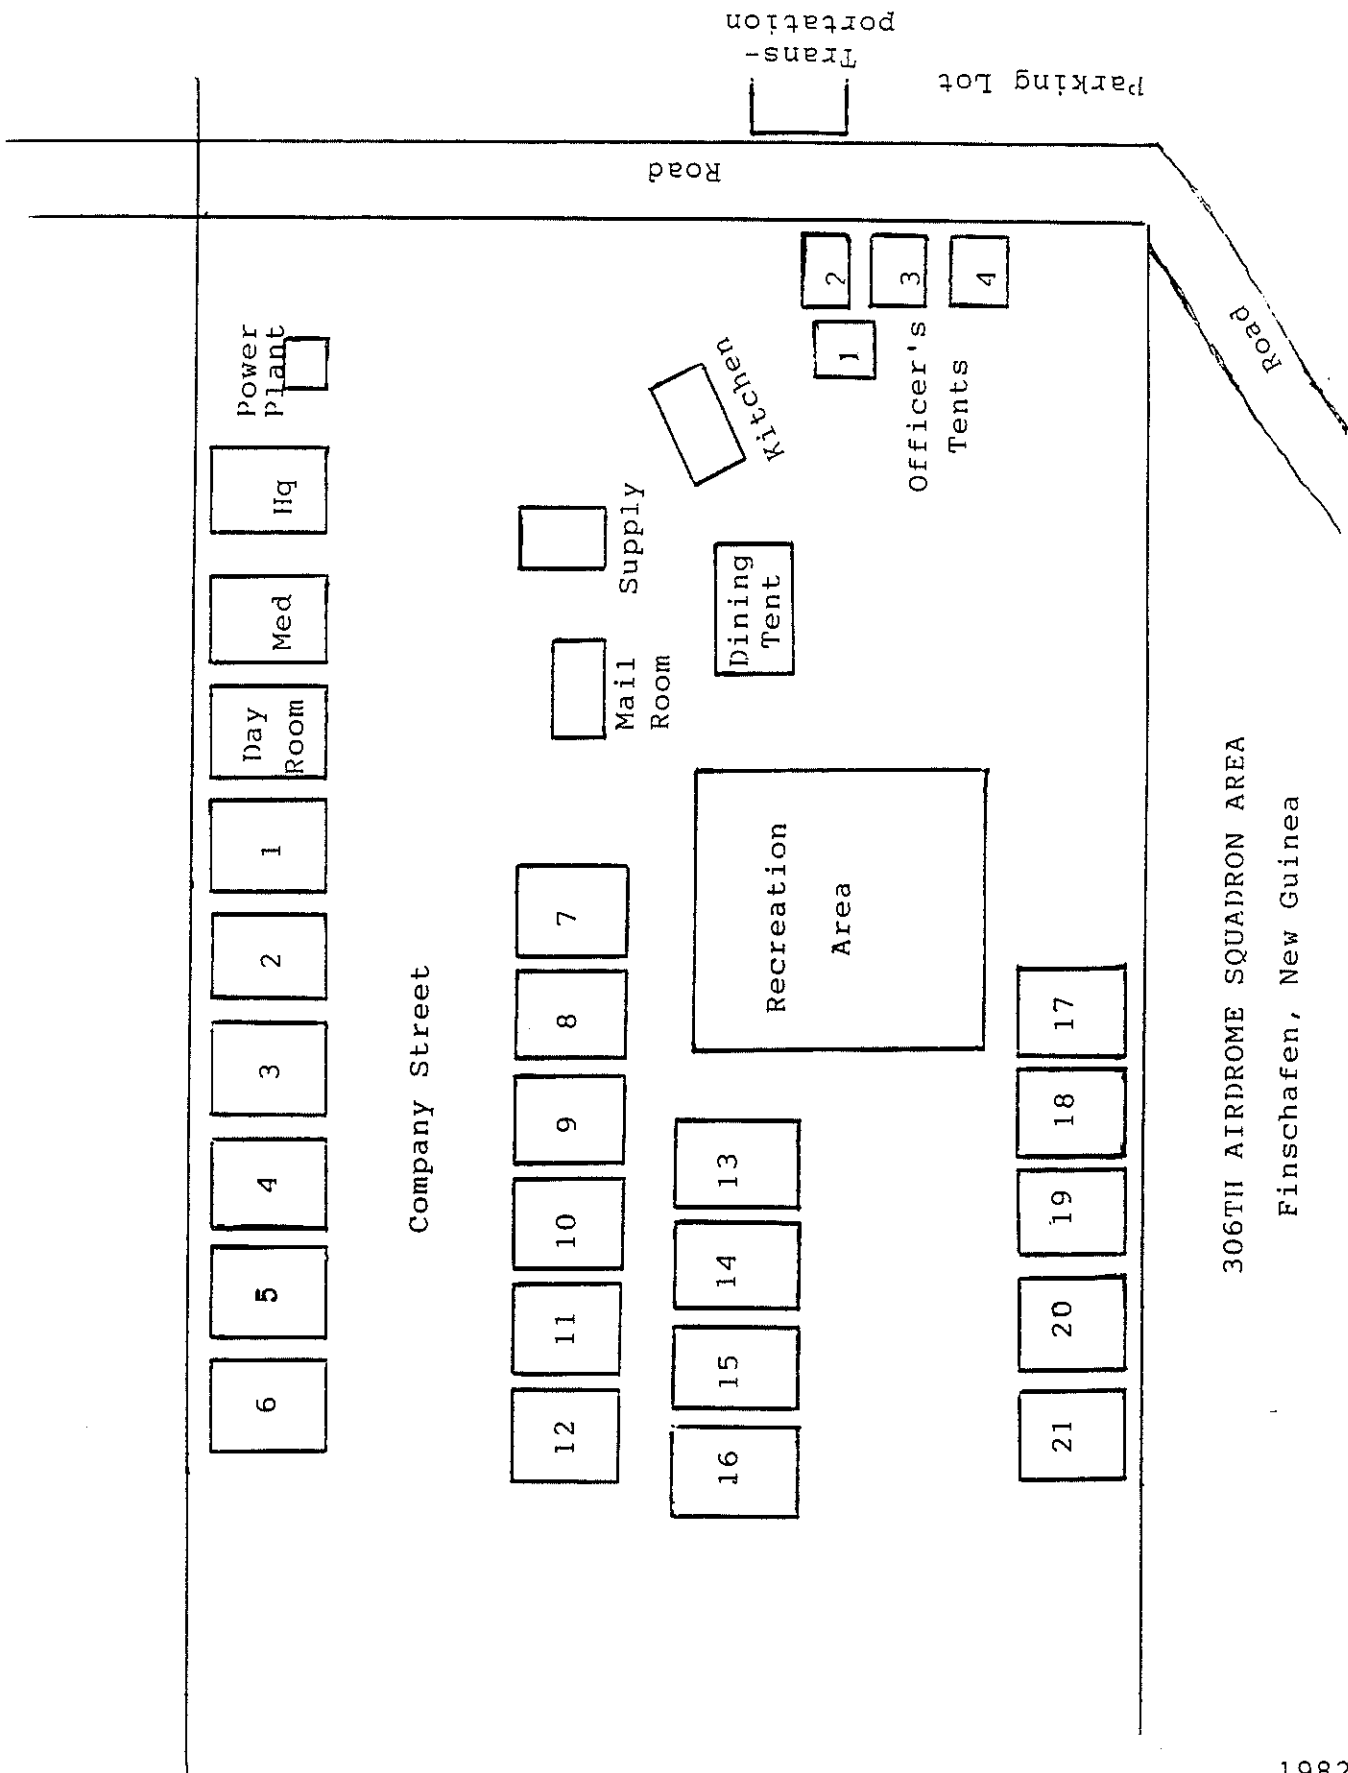 Trans-
portation
Parking Lot
Road
Power
Plant
Hq
Med
Day
Room
1
2
3
4
5
6
Company Street
Supply
Mail
Room
7
8
9
10
11
12
Kitchen
Dining
Tent
Recreation
Area
13
14
15
16
2
3
4
1
Officer's
Tents
17
18
19
20
21
Road
306TH AIRDROME SQUADRON AREA
Finschafen, New Guinea
1982